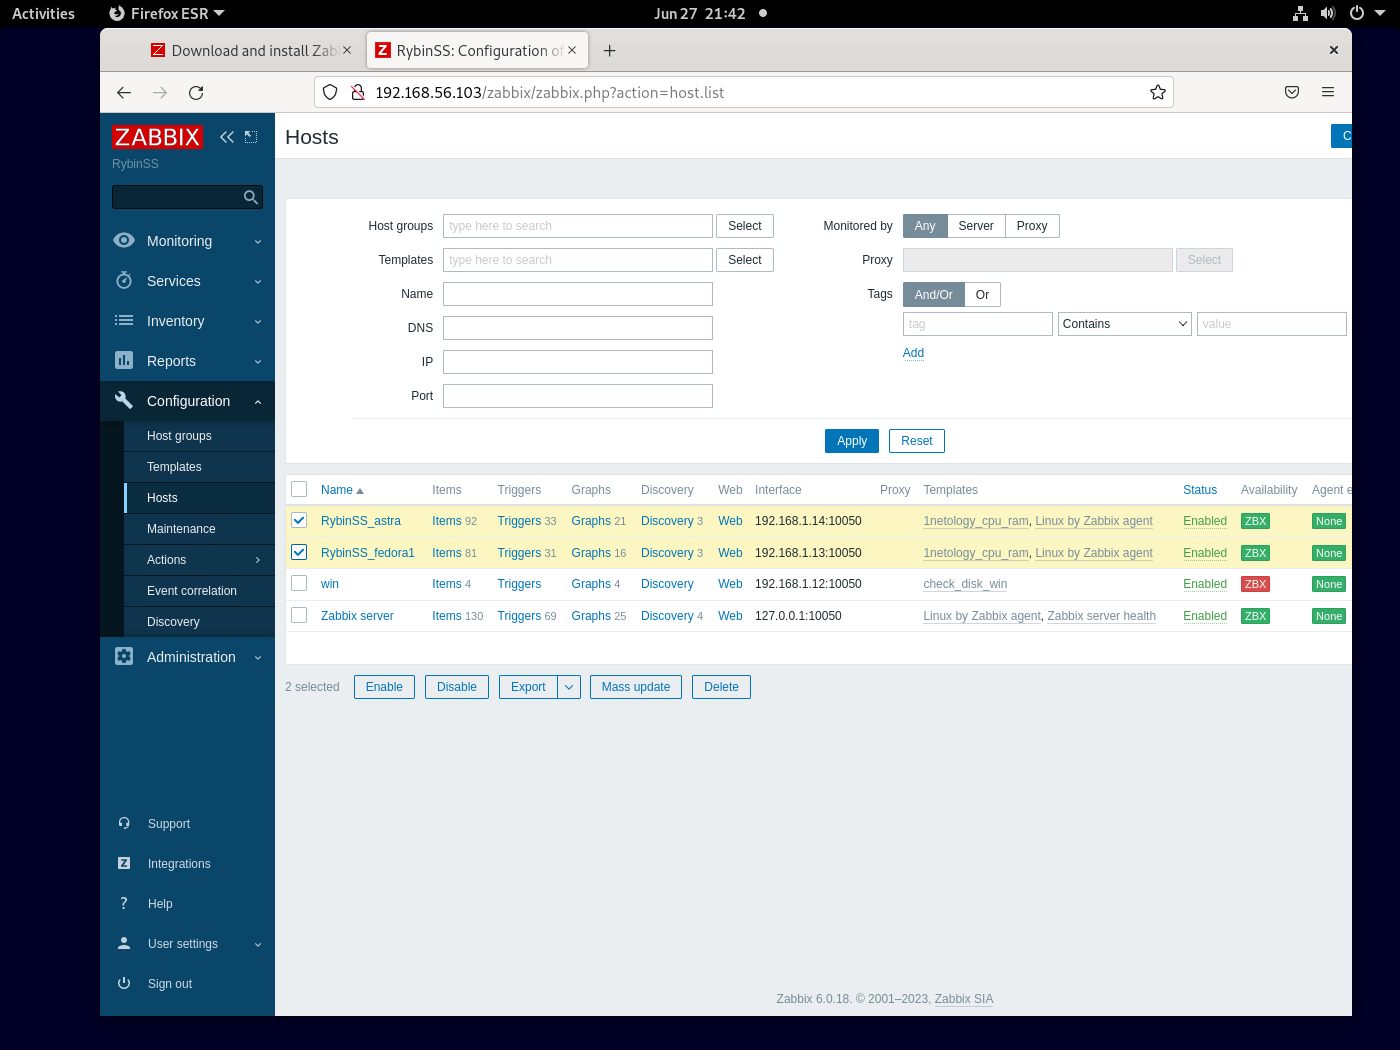 Activities Firefox ESR Jun 27 21:42
Download and install Zab RybinSS: Configuration of
192.168.56.103/zabbix/zabbix.php?action=host.list
ZABBIX
RybinSS
Monitoring
Services
Inventory
Reports
Configuration
Host groups
Templates
Hosts
Maintenance
Actions
Event correlation
Discovery
Administration
Support
Integrations
Help
User settings
Sign out
Hosts
C
Host groups type here to search Select Monitored by Any Server Proxy
Templates type here to search Select Proxy Select
Name Tags And/Or Or
DNS tag Contains value
IP Add
Port
Apply Reset
Name Items Triggers Graphs Discovery Web Interface Proxy Templates Status Availability Agent e
RybinSS_astra Items 92 Triggers 33 Graphs 21 Discovery 3 Web 192.168.1.14:10050 1netology_cpu_ram, Linux by Zabbix agent Enabled ZBX None
RybinSS_fedora1 Items 81 Triggers 31 Graphs 16 Discovery 3 Web 192.168.1.13:10050 1netology_cpu_ram, Linux by Zabbix agent Enabled ZBX None
win Items 4 Triggers Graphs 4 Discovery Web 192.168.1.12:10050 check_disk_win Enabled ZBX None
Zabbix server Items 130 Triggers 69 Graphs 25 Discovery 4 Web 127.0.0.1:10050 Linux by Zabbix agent, Zabbix server health Enabled ZBX None
2 selected Enable Disable Export Mass update Delete
Zabbix 6.0.18. © 2001–2023, Zabbix SIA